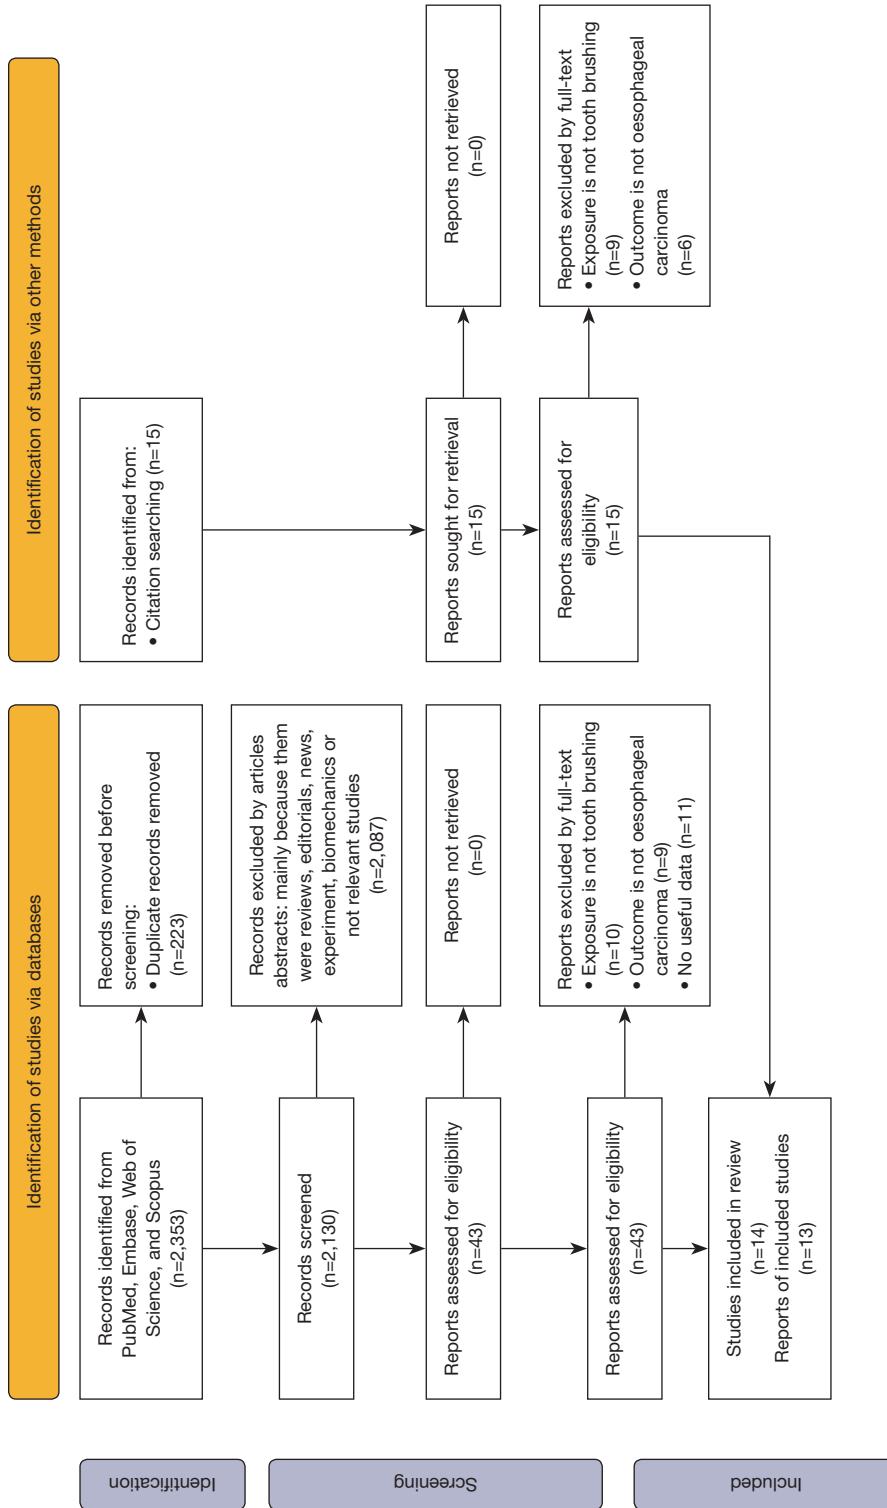 Identification of studies via databases
Identification of studies via other methods
Identification
Records identified from
PubMed, Embase, Web of
Science, and Scopus
(n=2,353)
Records removed before
screening:
• Duplicate records removed
(n=223)
Records identified from:
• Citation searching (n=15)
Screening
Records screened
(n=2,130)
Records excluded by articles
abstracts: mainly because them
were reviews, editorials, news,
experiment, biomechanics or
not relevant studies
(n=2,087)
Reports assessed for eligibility
(n=43)
Reports not retrieved
(n=0)
Reports sought for retrieval
(n=15)
Reports not retrieved
(n=0)
Reports assessed for eligibility
(n=43)
Reports excluded by full-text
• Exposure is not tooth brushing
(n=10)
• Outcome is not oesophageal
carcinoma (n=9)
• No useful data (n=11)
Reports assessed for
eligibility
(n=15)
Reports excluded by full-text
• Exposure is not tooth brushing
(n=9)
• Outcome is not oesophageal
carcinoma
(n=6)
Included
Studies included in review
(n=14)
Reports of included studies
(n=13)